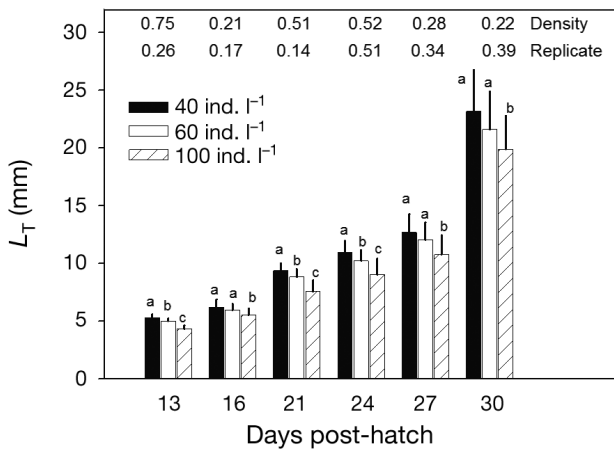 30
0.75 0.21 0.51 0.52 0.28 0.22 Density
0.26 0.17 0.14 0.51 0.34 0.39 Replicate
a a b
25
40 ind. l⁻¹
60 ind. l⁻¹
100 ind. l⁻¹
20
LT (mm)
15
a a b
a b c
10
a b c
a a b
a b c
5
0
13 16 21 24 27 30
Days post-hatch